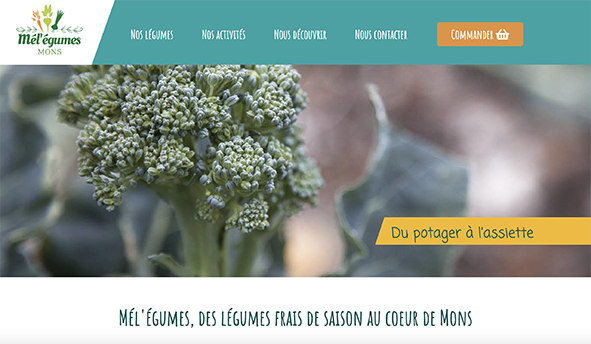 Mél'égumes
MONS
Nos légumes
Nos activités
Nous découvrir
Nous contacter
Commander
Du potager à l'assiette
Mél'égumes, des légumes frais de saison au coeur de Mons